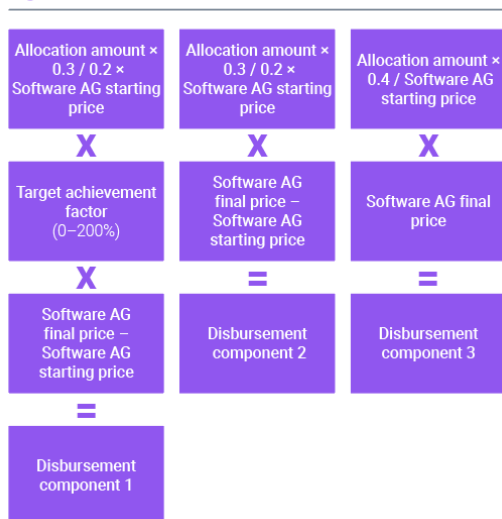 Allocation amount ×
0.3 / 0.2 ×
Software AG starting
price
X
Target achievement
factor
(0–200%)
X
Software AG
final price –
Software AG
starting price
=
Disbursement
component 1
Allocation amount ×
0.3 / 0.2 ×
Software AG starting
price
X
Software AG
final price –
Software AG
starting price
=
Disbursement
component 2
Allocation amount ×
0.4 / Software AG
starting price
X
Software AG final
price
=
Disbursement
component 3